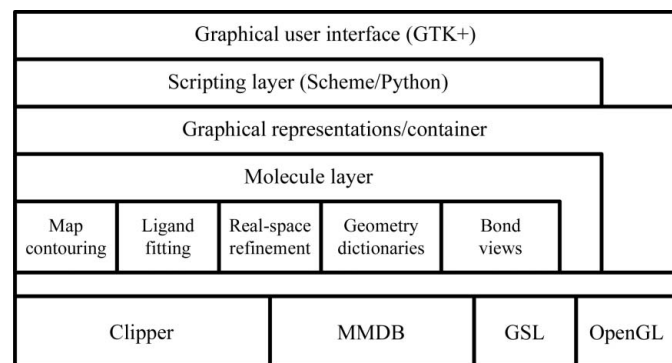 Graphical user interface (GTK+)
Scripting layer (Scheme/Python)
Graphical representations/container
Molecule layer
Map
contouring
Ligand
fitting
Real-space
refinement
Geometry
dictionaries
Bond
views
Clipper
MMDB
GSL
OpenGL